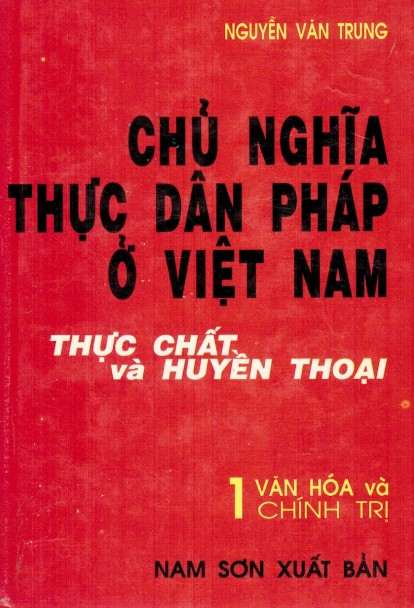 NGUYỄN VĂN TRUNG
CHỦ NGHĨA
THỰC DÂN PHÁP
Ở VIỆT NAM
THỰC CHẤT
và HUYỀN THOẠI
1 VĂN HÓA và
CHÍNH TRỊ
NAM SƠN XUẤT BẢN